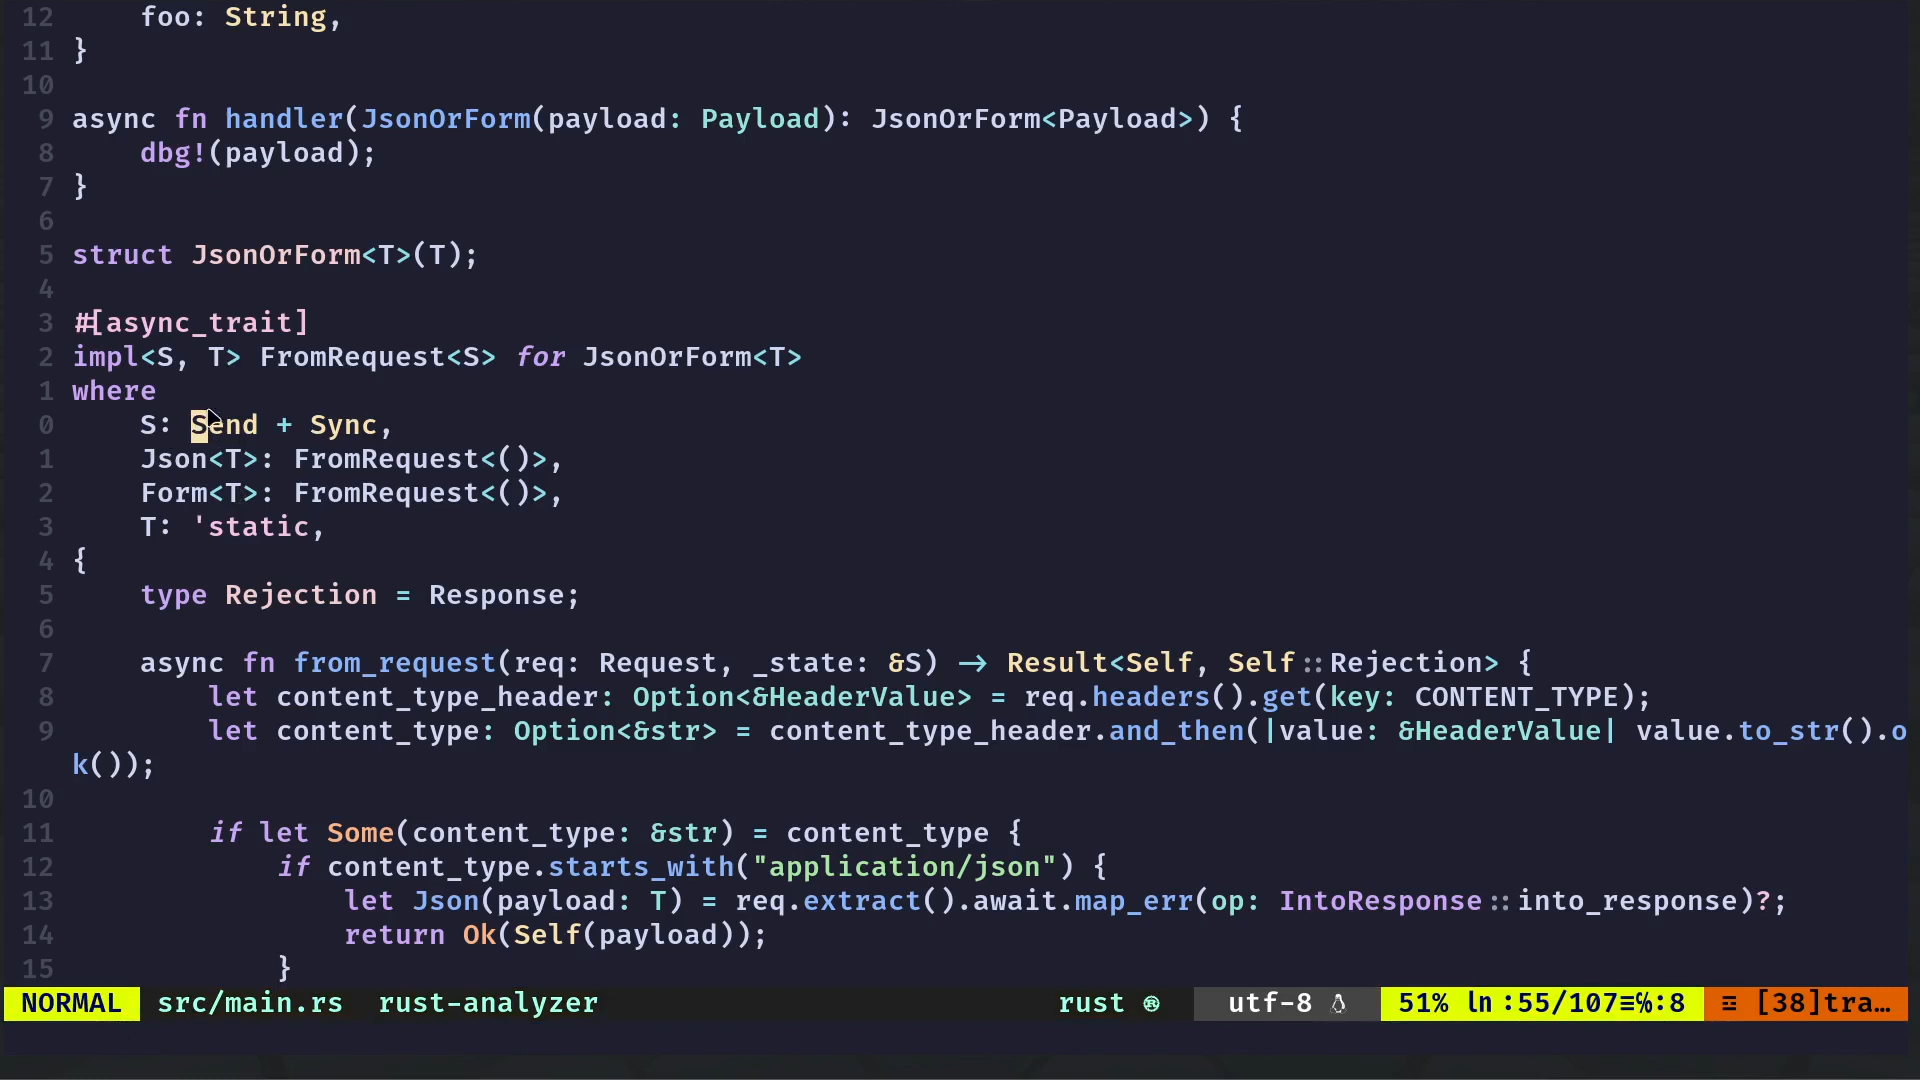 12 foo: String,
11 }
10
9 async fn handler(JsonOrForm(payload: Payload): JsonOrForm<Payload>) {
8 dbg!(payload);
7 }
6
5 struct JsonOrForm<T>(T);
4
3 #[async_trait]
2 impl<S, T> FromRequest<S> for JsonOrForm<T>
1 where
0 S: Send + Sync,
1 Json<T>: FromRequest<()>,
2 Form<T>: FromRequest<()>,
3 T: 'static,
4 {
5 type Rejection = Response;
6
7 async fn from_request(req: Request, _state: &S) -> Result<Self, Self::Rejection> {
8 let content_type_header: Option<&HeaderValue> = req.headers().get(key: CONTENT_TYPE);
9 let content_type: Option<&str> = content_type_header.and_then(|value: &HeaderValue| value.to_str().o
k());
10
11 if let Some(content_type: &str) = content_type {
12 if content_type.starts_with("application/json") {
13 let Json(payload: T) = req.extract().await.map_err(op: IntoResponse::into_response)?;
14 return Ok(Self(payload));
15 }
NORMAL src/main.rs rust-analyzer rust utf-8 51% ln :55/107≡%:8 ☲ [38]tra…